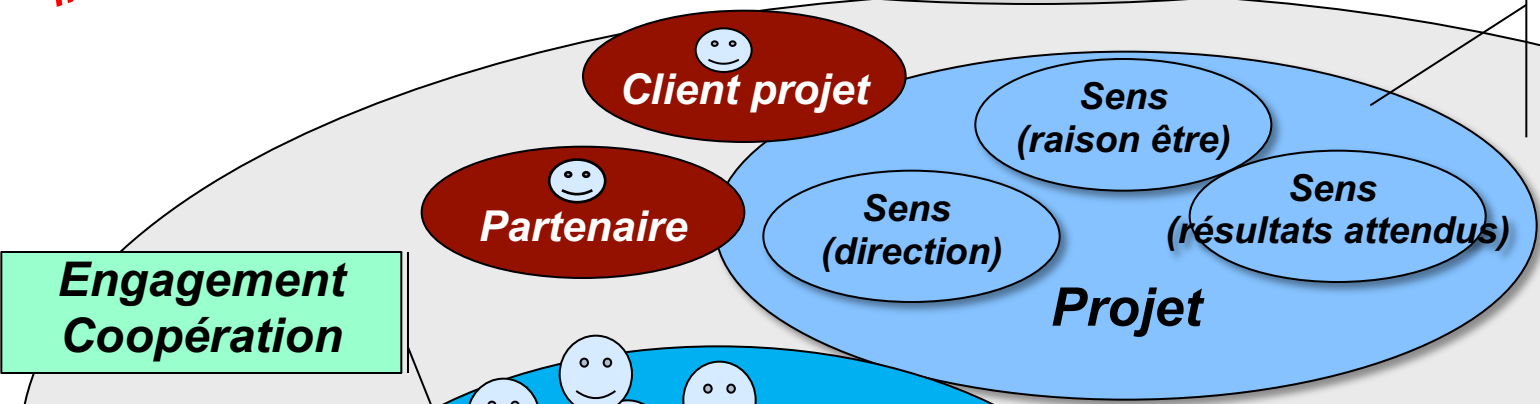 Client projet
Sens
(raison être)
Sens
(résultats attendus)
Partenaire
Sens
(direction)
Projet
Engagement
Coopération